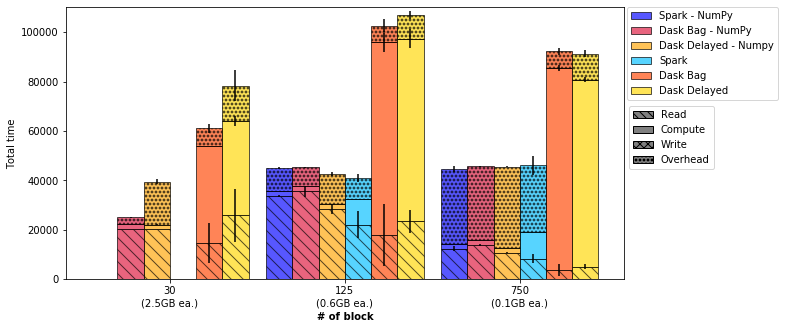 Total time
100000
80000
60000
40000
20000
0
30
(2.5GB ea.)
125
(0.6GB ea.)
750
(0.1GB ea.)
# of block
Spark - NumPy
Dask Bag - NumPy
Dask Delayed - Numpy
Spark
Dask Bag
Dask Delayed
Read
Compute
Write
Overhead